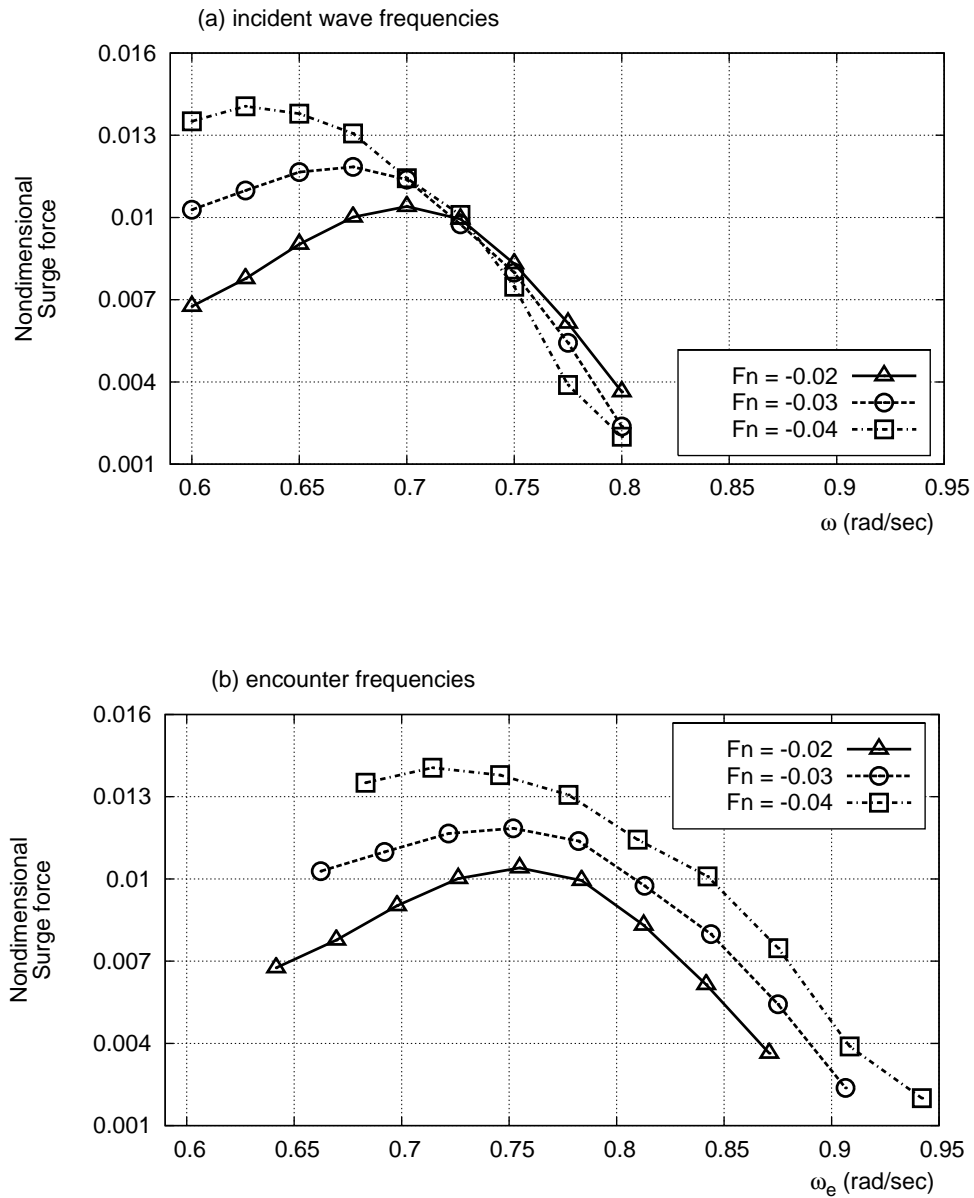 (a) incident wave frequencies
0.016
0.013
0.01
0.007
0.004
0.001
Nondimensional
Surge force
Fn = -0.02
Fn = -0.03
Fn = -0.04
0.6 0.65 0.7 0.75 0.8 0.85 0.9 0.95
ω (rad/sec)
(b) encounter frequencies
0.016
0.013
0.01
0.007
0.004
0.001
Nondimensional
Surge force
Fn = -0.02
Fn = -0.03
Fn = -0.04
0.6 0.65 0.7 0.75 0.8 0.85 0.9 0.95
ωe (rad/sec)